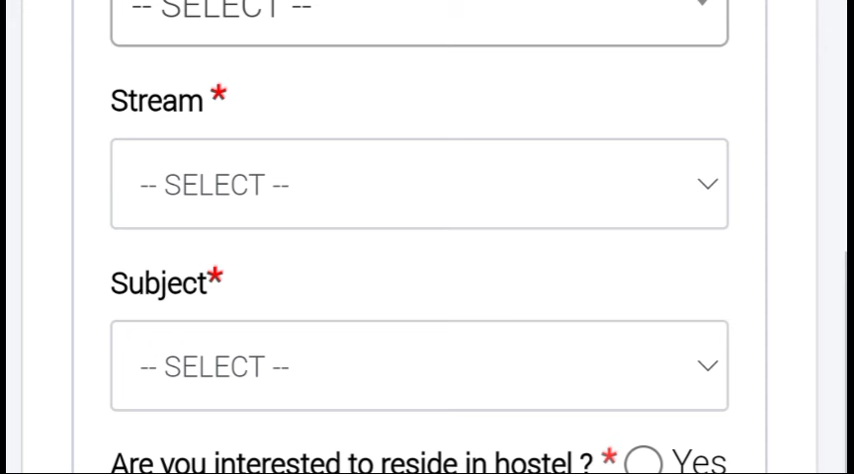 -- SELECT --
Stream *
-- SELECT --
Subject*
-- SELECT --
Are you interested to reside in hostel ? * Yes